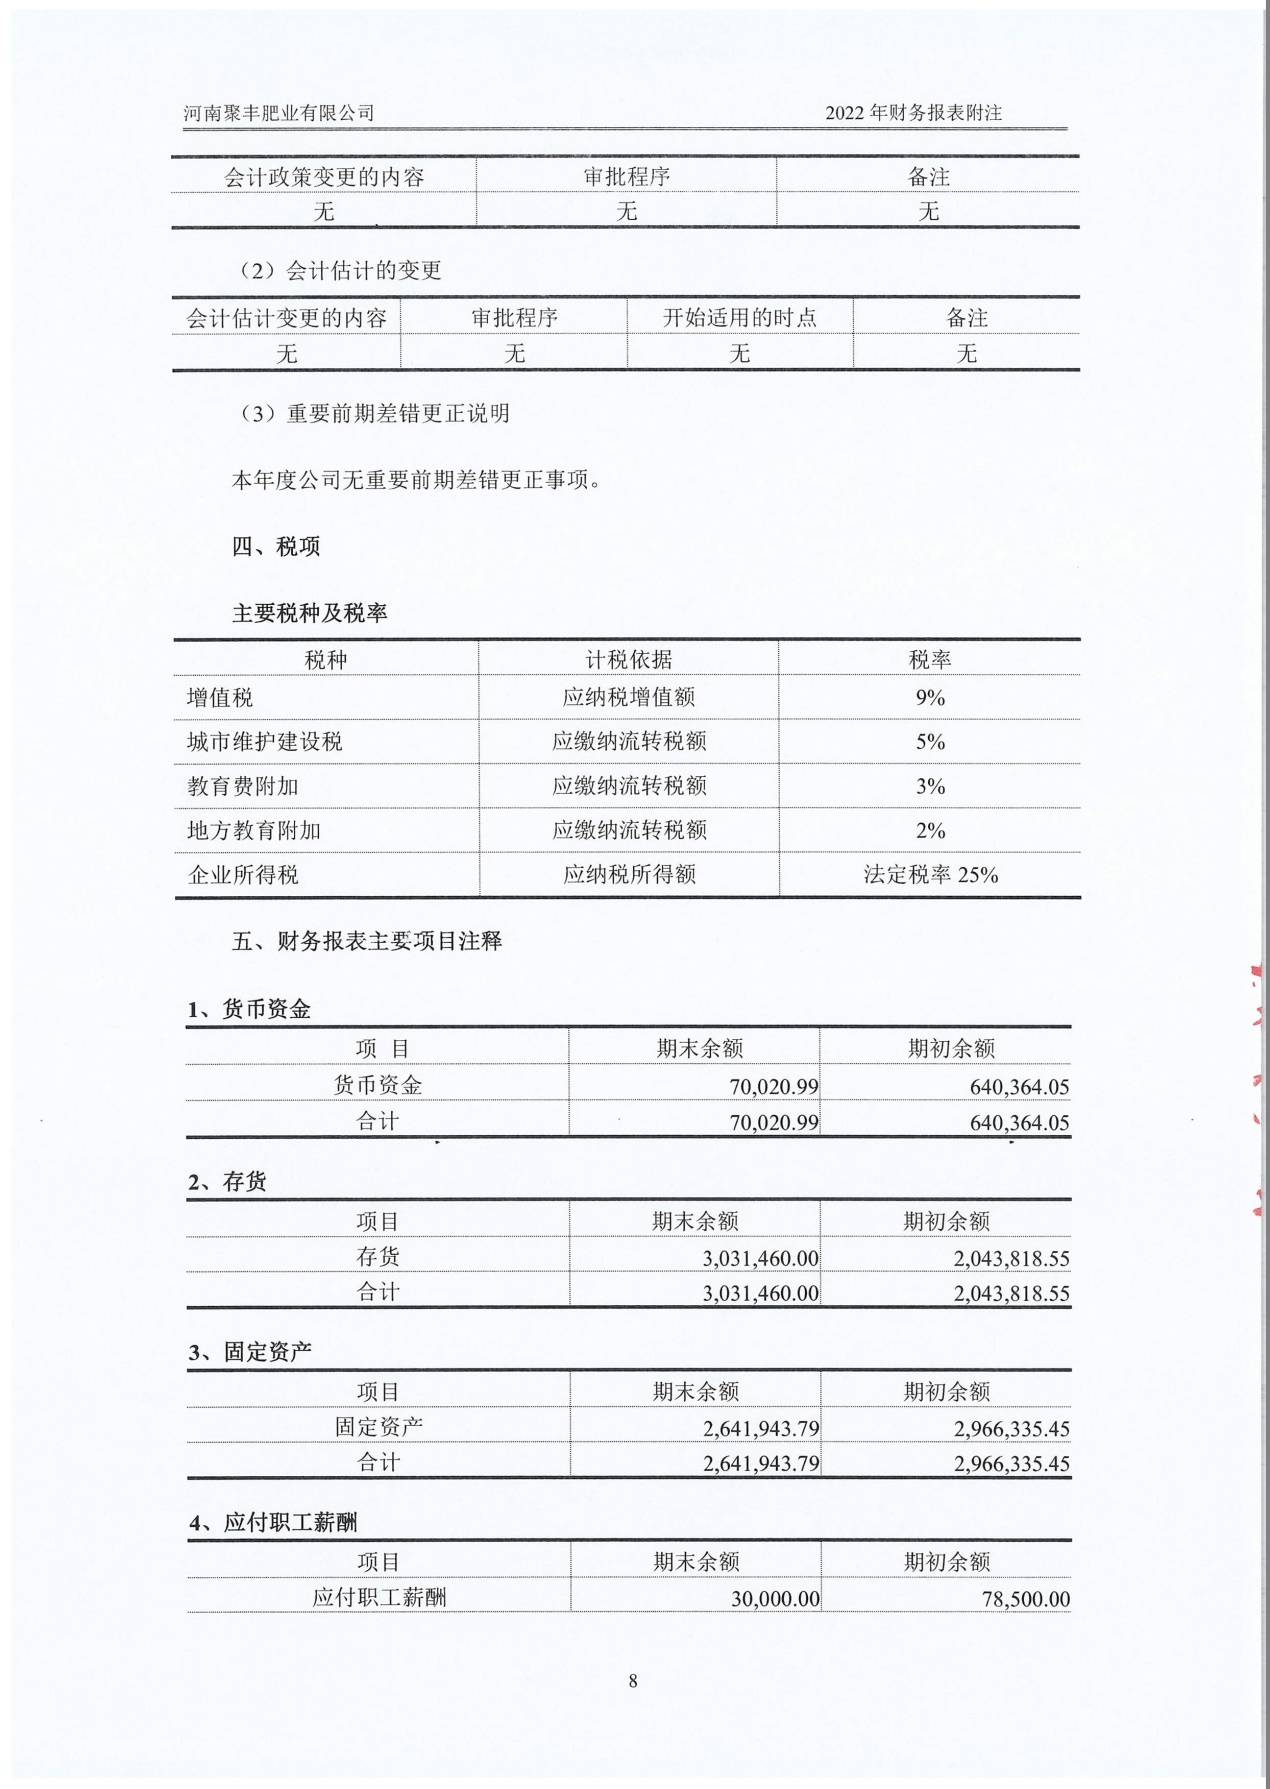 河南聚丰肥业有限公司 2022 年财务报表附注
会计政策变更的内容 审批程序 备注
无 无 无
（2）会计估计的变更
会计估计变更的内容 审批程序 开始适用的时点 备注
无 无 无 无
（3）重要前期差错更正说明
本年度公司无重要前期差错更正事项。
四、税项
主要税种及税率
税种 计税依据 税率
增值税 应纳税增值额 9%
城市维护建设税 应缴纳流转税额 5%
教育费附加 应缴纳流转税额 3%
地方教育附加 应缴纳流转税额 2%
企业所得税 应纳税所得额 法定税率 25%
五、财务报表主要项目注释
1、货币资金
项 目 期末余额 期初余额
货币资金 70,020.99 640,364.05
合计 70,020.99 640,364.05
2、存货
项目 期末余额 期初余额
存货 3,031,460.00 2,043,818.55
合计 3,031,460.00 2,043,818.55
3、固定资产
项目 期末余额 期初余额
固定资产 2,641,943.79 2,966,335.45
合计 2,641,943.79 2,966,335.45
4、应付职工薪酬
项目 期末余额 期初余额
应付职工薪酬 30,000.00 78,500.00
8